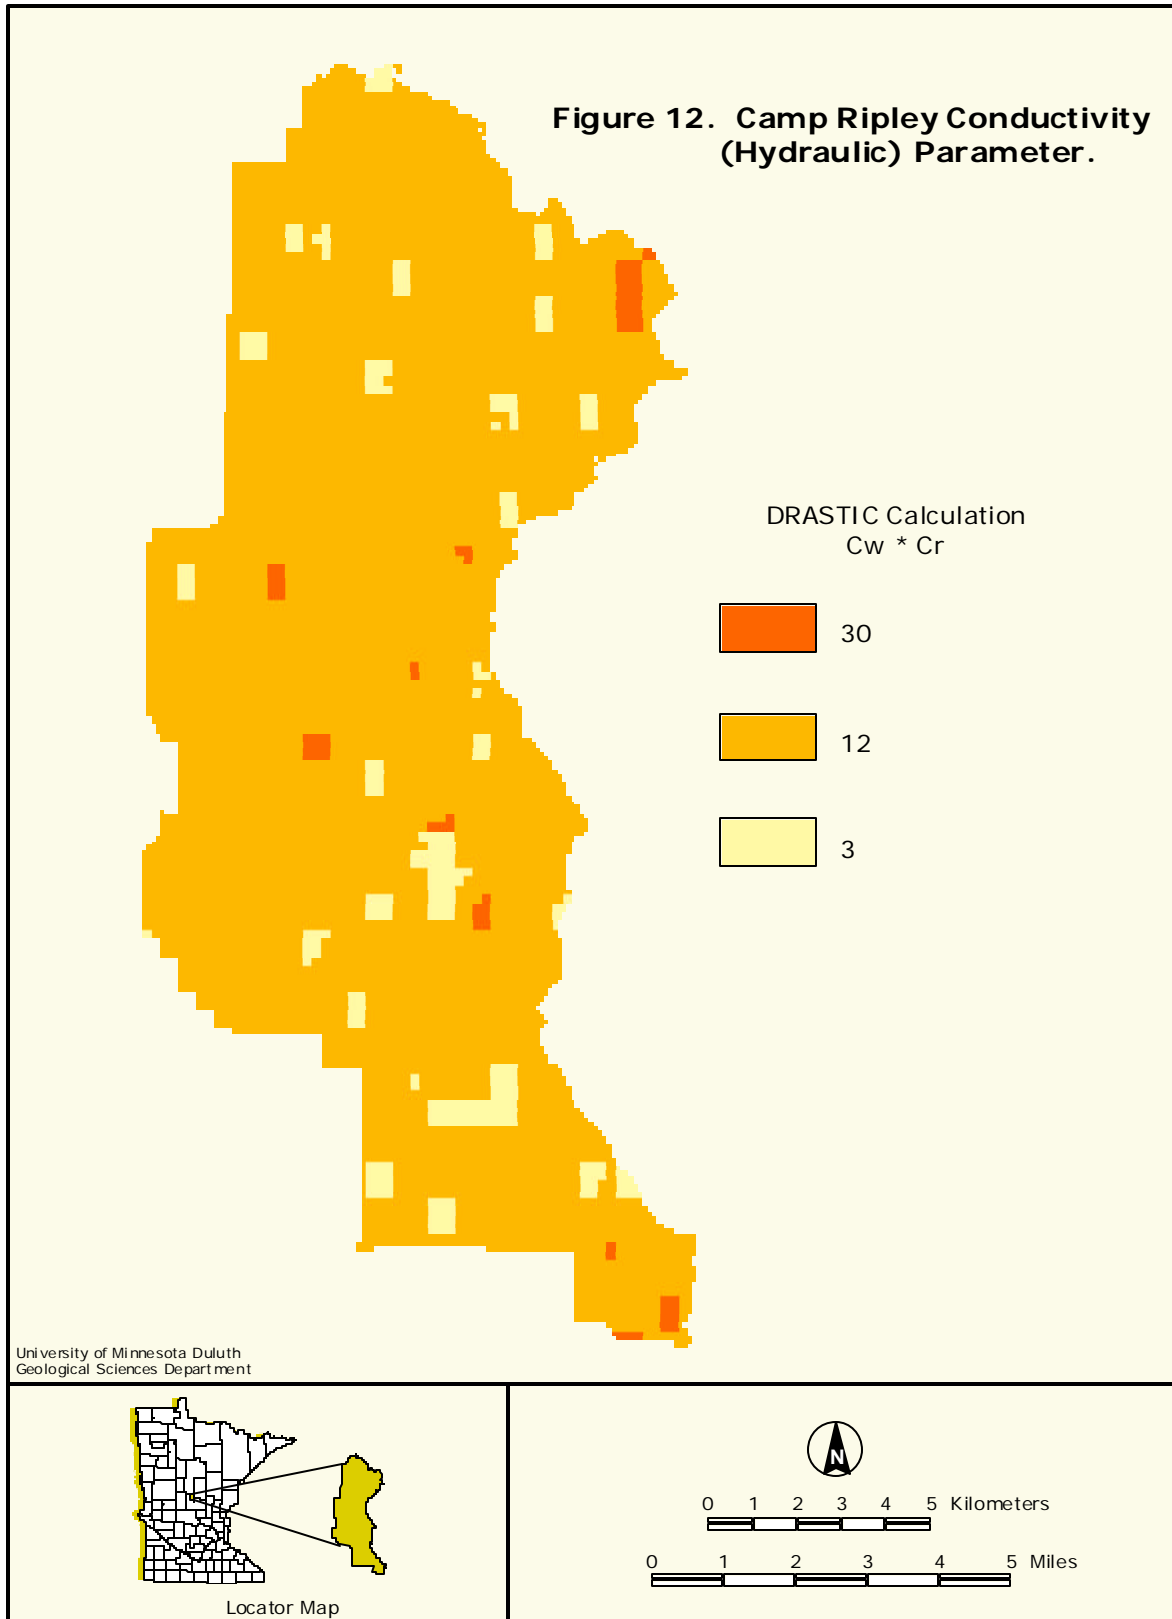 Figure 12. Camp Ripley Conductivity
(Hydraulic) Parameter.
DRASTIC Calculation
Cw * Cr
30
12
3
University of Minnesota Duluth
Geological Sciences Department
Locator Map
N
0 1 2 3 4 5 Kilometers
0 1 2 3 4 5 Miles